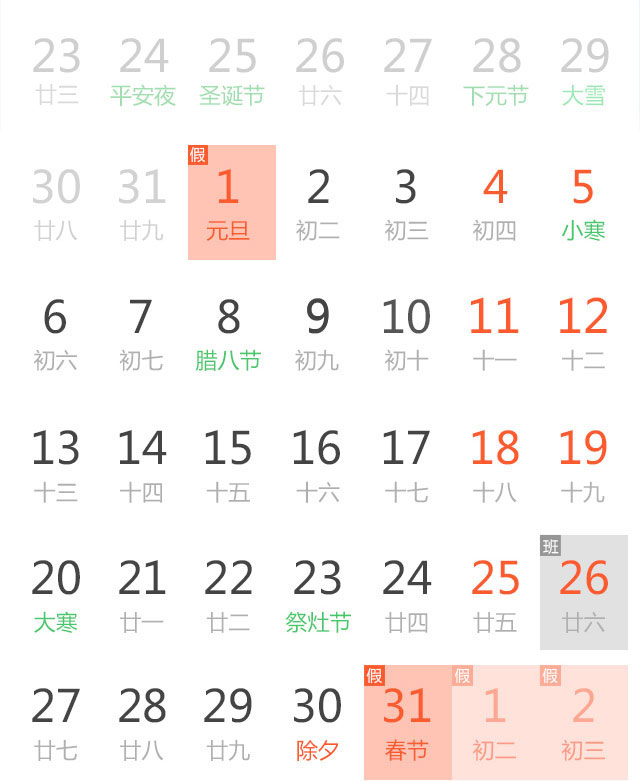 23 24 25 26 27 28 29
廿三 平安夜 圣诞节 廿六 十四 下元节 大雪
假
30 31 1 2 3 4 5
廿八 廿九 元旦 初二 初三 初四 小寒
6 7 8 9 10 11 12
初六 初七 腊八节 初九 初十 十一 十二
13 14 15 16 17 18 19
十三 十四 十五 十六 十七 十八 十九
班
20 21 22 23 24 25 26
大寒 廿一 廿二 祭灶节 廿四 廿五 廿六
假 假 假
27 28 29 30 31 1 2
廿七 廿八 廿九 除夕 春节 初二 初三